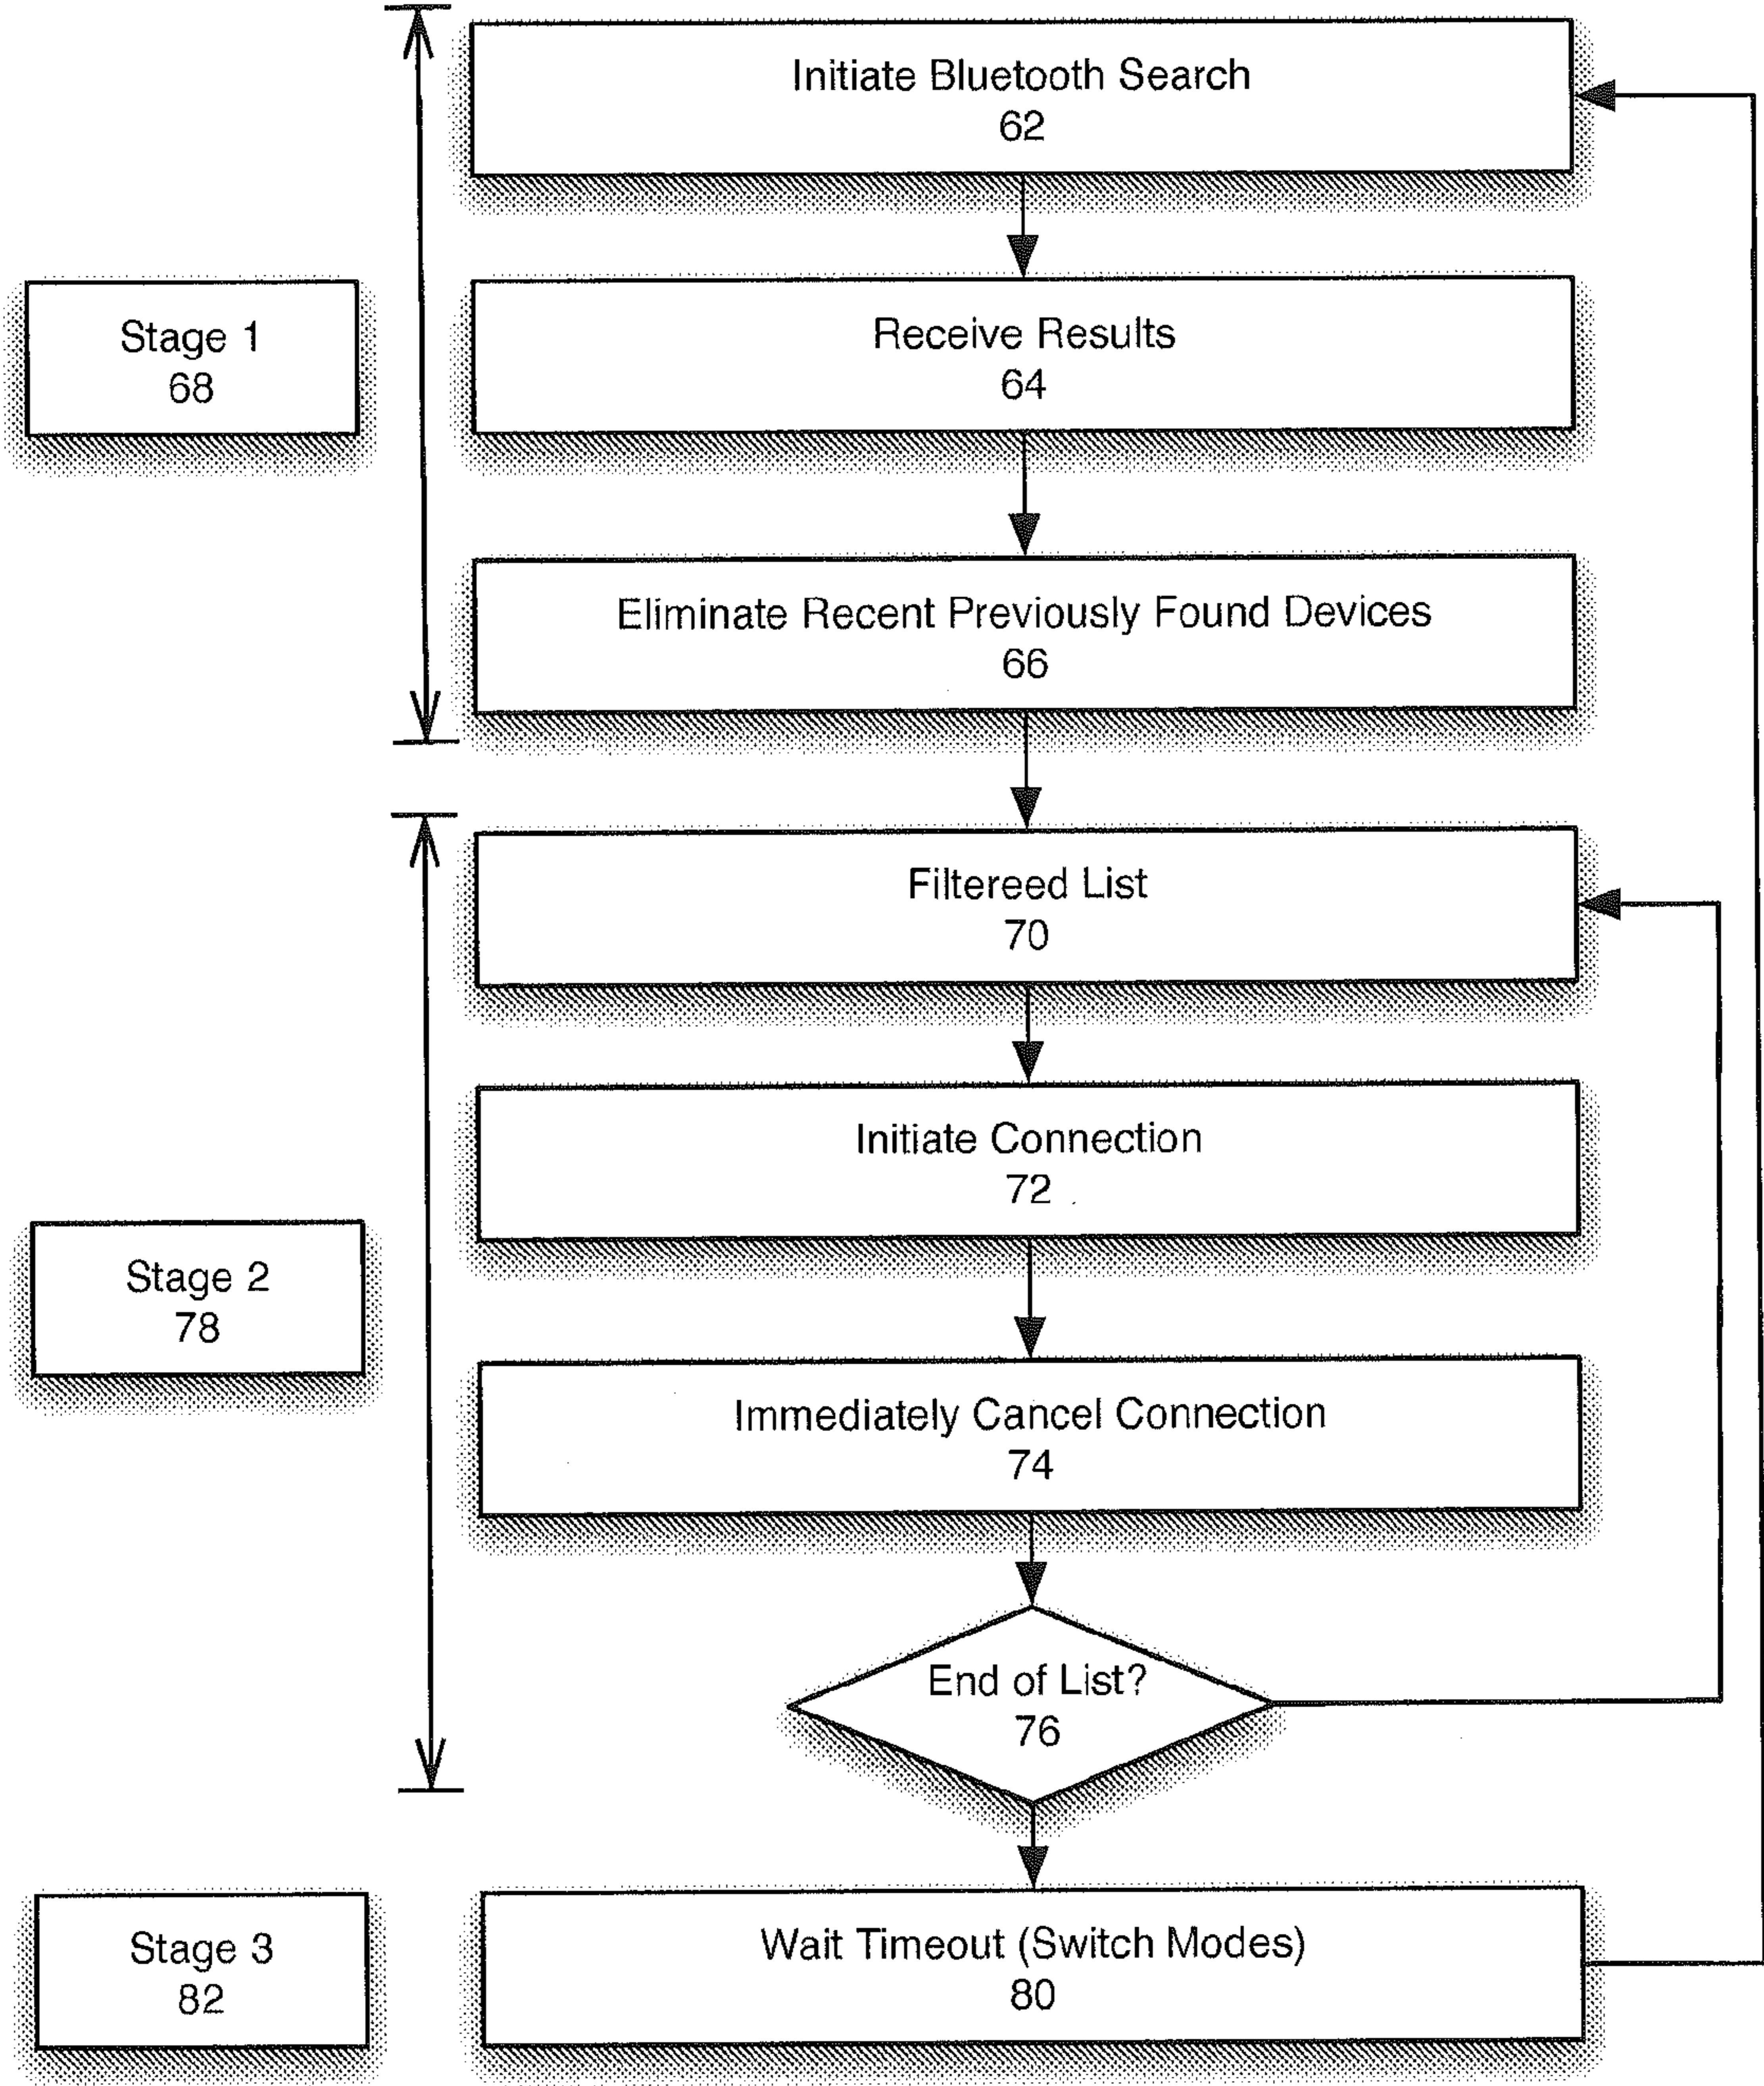 Initiate Bluetooth Search
62
Stage 1
68
Receive Results
64
Eliminate Recent Previously Found Devices
66
Filtereed List
70
Initiate Connection
72
Stage 2
78
Immediately Cancel Connection
74
End of List?
76
Stage 3
82
Wait Timeout (Switch Modes)
80